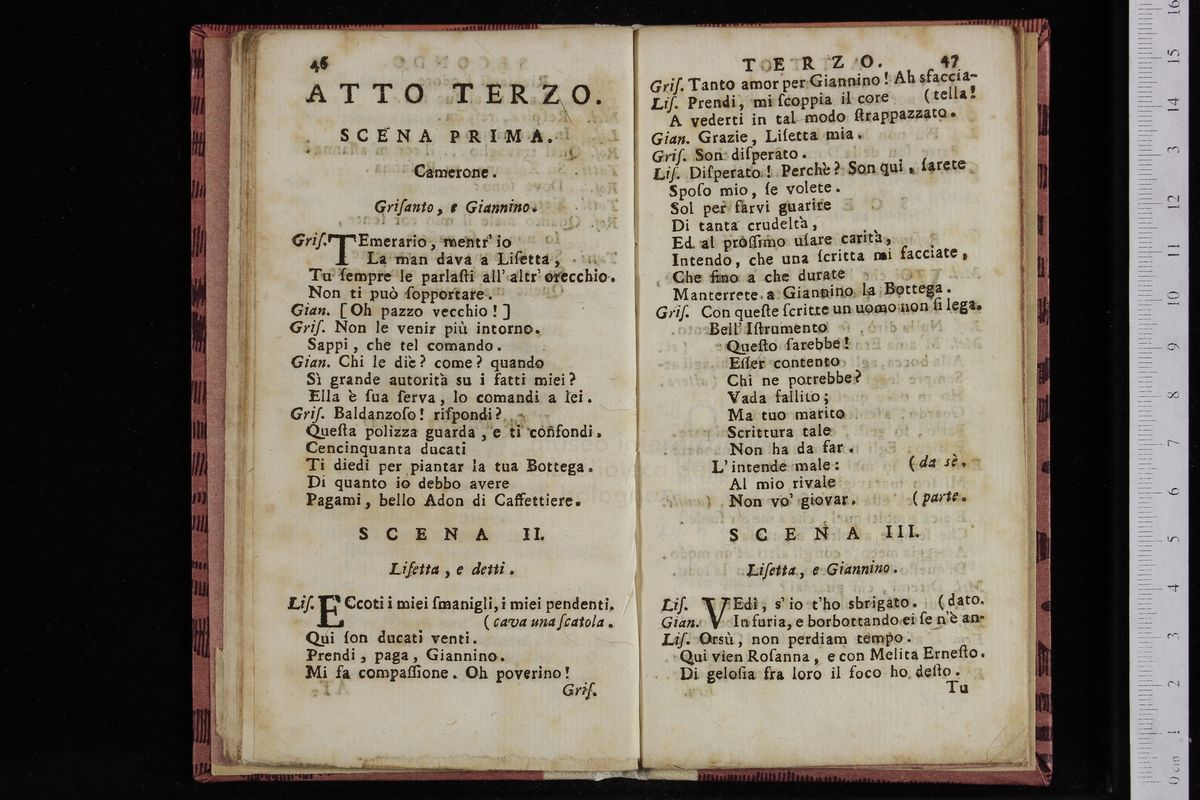 46
ATTO TERZO.
SCENA PRIMA.
Camerone.
Griſanto, e Giannino.
Griſ. TEmerario, mentr' io
La man dava a Liſetta,
Tu ſempre le parlaſti all' altr' orecchio.
Non ti può ſopportare.
Gian. [Oh pazzo vecchio!]
Griſ. Non le venir più intorno.
Sappi, che tel comando.
Gian. Chi le diè? come? quando
Sì grande autorità su i fatti miei?
Ella è ſua ſerva, lo comandi a lei.
Griſ. Baldanzoſo! riſpondi?
Queſta polizza guarda, e ti confondi.
Cencinquanta ducati
Ti diedi per piantar la tua Bottega.
Di quanto io debbo avere
Pagami, bello Adon di Caffettiere.
SCENA II.
Liſetta, e detti.
Liſ. ECcoti i miei ſmanigli, i miei pendenti.
(cava una ſcatola.
Qui ſon ducati venti.
Prendi, paga, Giannino.
Mi fa compaſſione. Oh poverino!
Griſ.
TERZO. 47
Griſ. Tanto amor per Giannino! Ah sfaccia-
Liſ. Prendi, mi ſcoppia il core (tella!
A vederti in tal modo ſtrappazzato.
Gian. Grazie, Liſetta mia.
Griſ. Son diſperato.
Liſ. Diſperato! Perchè? Son qui, ſarete
Spoſo mio, ſe volete.
Sol per farvi guarire
Di tanta crudeltà,
Ed al proſſimo uſare carità,
Intendo, che una ſcritta mi facciate,
Che fino a che durate
Manterrete a Giannino la Bottega.
Griſ. Con queſte ſcritte un uomo non ſi lega.
Bell' Iſtrumento
Queſto ſarebbe!
Eſſer contento
Chi ne potrebbe?
Vada fallito;
Ma tuo marito
Scrittura tale
Non ha da far.
L' intende male: (da sè.
Al mio rivale
Non vo' giovar. (parte.
SCENA III.
Liſetta, e Giannino.
Liſ. VEdi, s' io t'ho sbrigato. (dato.
Gian. In furia, e borbottando ei ſe n'è an-
Liſ. Orsù, non perdiam tempo.
Qui vien Roſanna, e con Melita Erneſto.
Di geloſia fra loro il foco ho deſto.
Tu